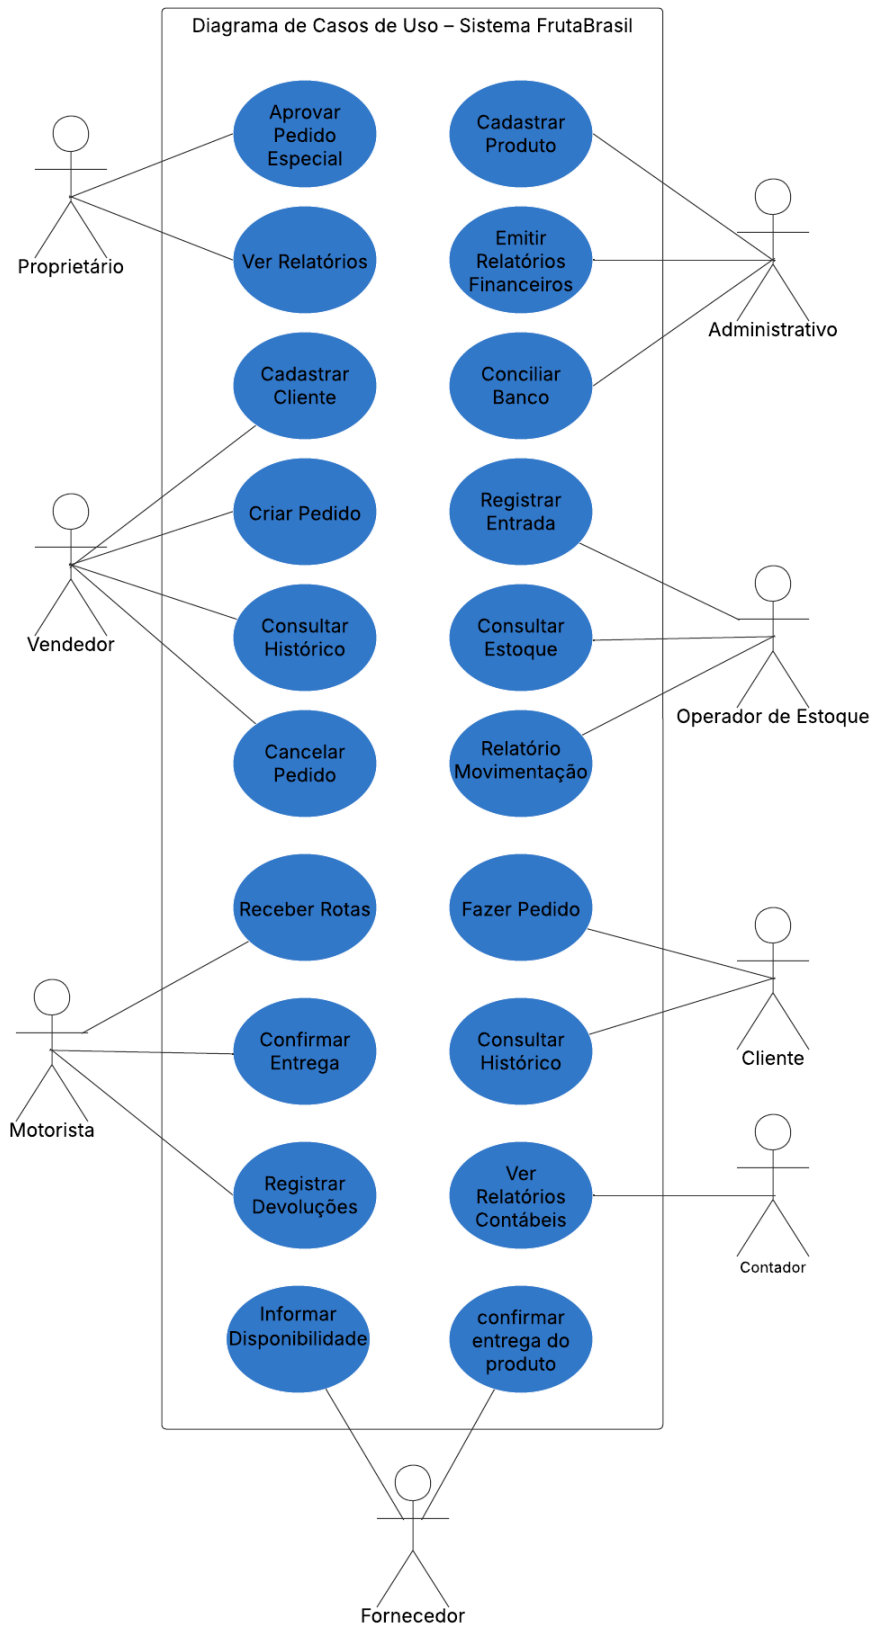 Diagrama de Casos de Uso – Sistema FrutaBrasil
Aprovar
Pedido
Especial
Cadastrar
Produto
Proprietário
Ver Relatórios
Emitir
Relatórios
Financeiros
Administrativo
Cadastrar
Cliente
Conciliar
Banco
Criar Pedido
Registrar
Entrada
Vendedor
Consultar
Histórico
Consultar
Estoque
Operador de Estoque
Cancelar
Pedido
Relatório
Movimentação
Receber Rotas
Fazer Pedido
Motorista
Confirmar
Entrega
Consultar
Histórico
Cliente
Registrar
Devoluções
Ver
Relatórios
Contábeis
Contador
Informar
Disponibilidade
confirmar
entrega do
produto
Fornecedor